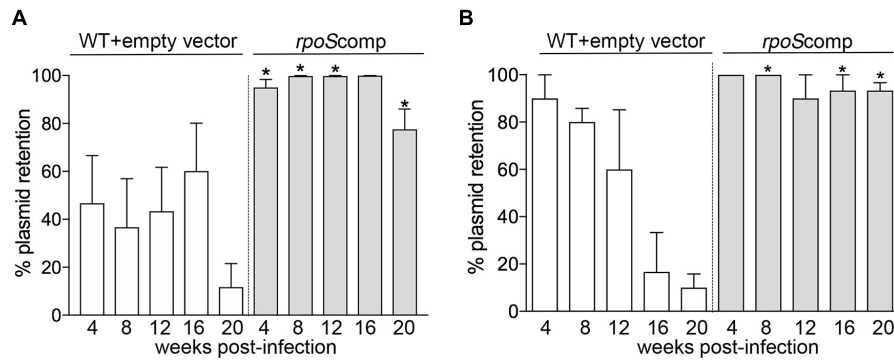 A
WT+empty vector rpoScomp
% plasmid retention
100
80
60
40
20
0
* * * *
4 8 12 16 20 4 8 12 16 20
weeks post-infection
B
WT+empty vector rpoScomp
% plasmid retention
100
80
60
40
20
0
* * *
4 8 12 16 20 4 8 12 16 20
weeks post-infection